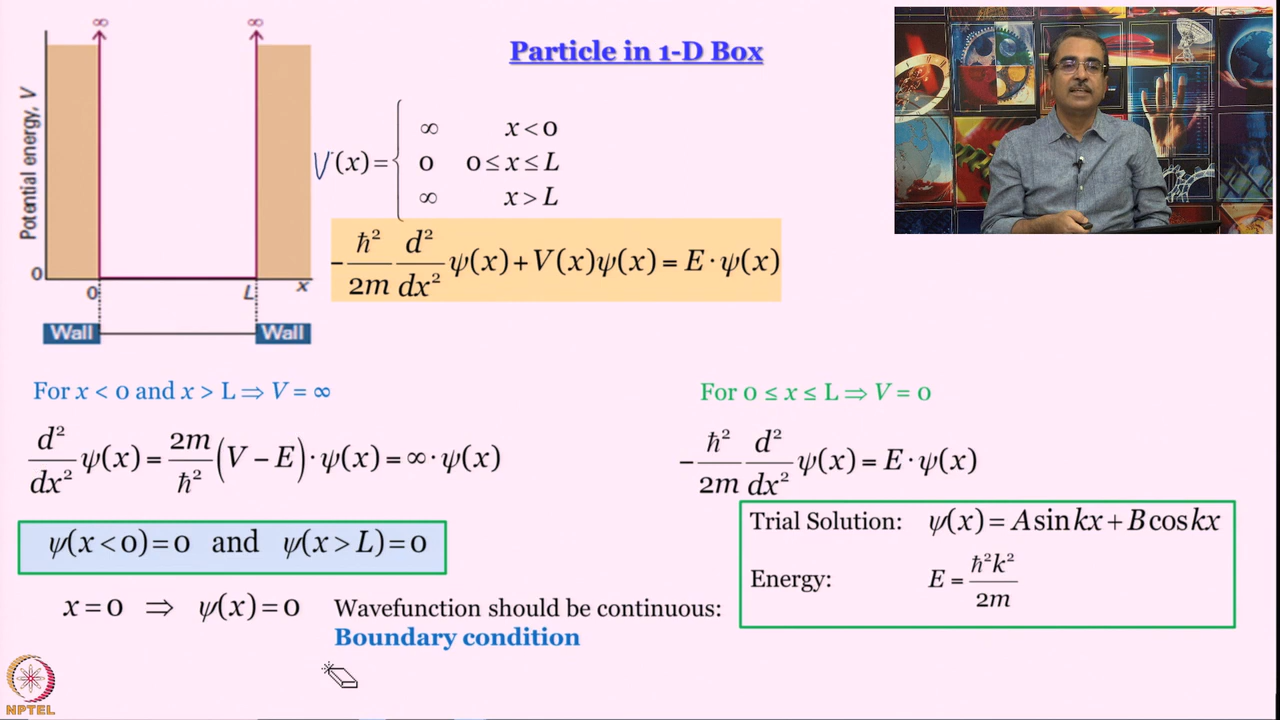 Particle in 1-D Box
∞ ∞
Potential energy, V
0
0 L x
Wall Wall
V(x) = { ∞ x < 0
0 0 ≤ x ≤ L
∞ x > L
-ħ²/2m d²/dx² ψ(x) + V(x)ψ(x) = E · ψ(x)
For x < 0 and x > L ⇒ V = ∞
d²/dx² ψ(x) = 2m/ħ² (V − E) · ψ(x) = ∞ · ψ(x)
ψ(x < 0) = 0 and ψ(x > L) = 0
x = 0 ⇒ ψ(x) = 0 Wavefunction should be continuous:
Boundary condition
For 0 ≤ x ≤ L ⇒ V = 0
-ħ²/2m d²/dx² ψ(x) = E · ψ(x)
Trial Solution: ψ(x) = A sin kx + B cos kx
Energy: E = ħ²k²/2m
NPTEL